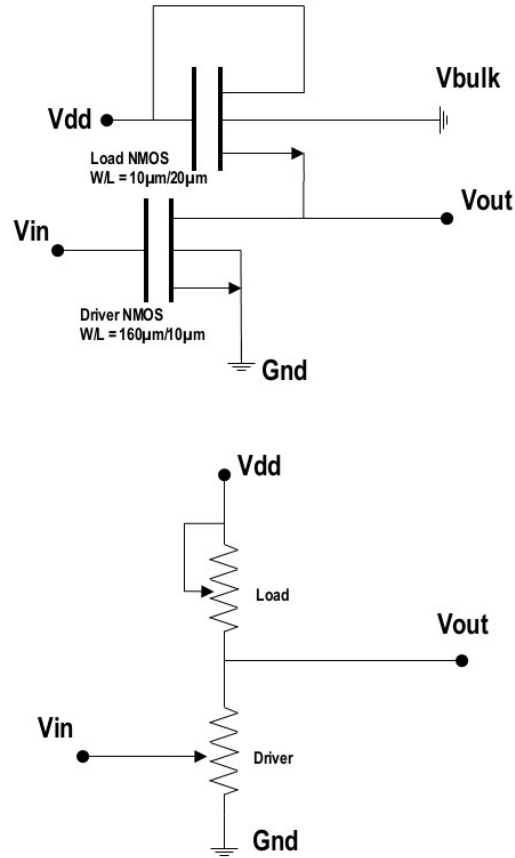 Vbulk
Vdd
Load NMOS
W/L = 10µm/20µm
Vout
Vin
Driver NMOS
W/L = 160µm/10µm
Gnd
Vdd
Load
Vout
Vin
Driver
Gnd